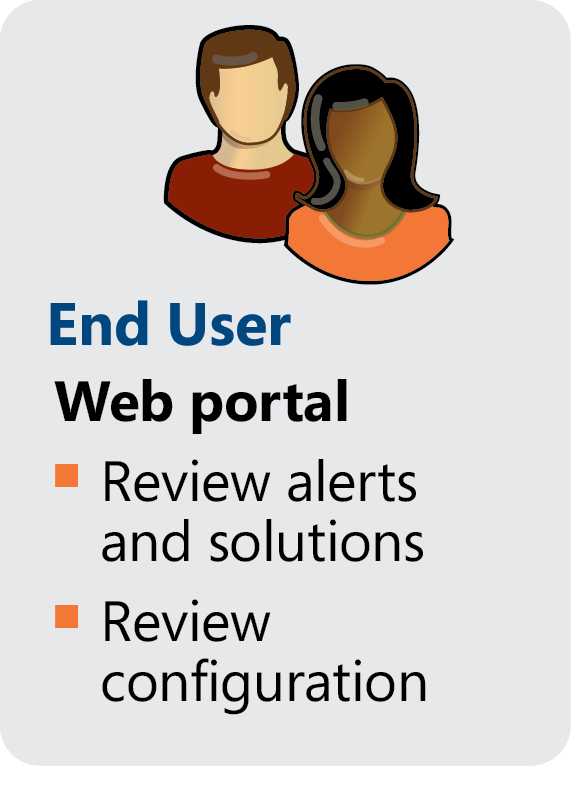 End User
Web portal
Review alerts
and solutions
Review
configuration